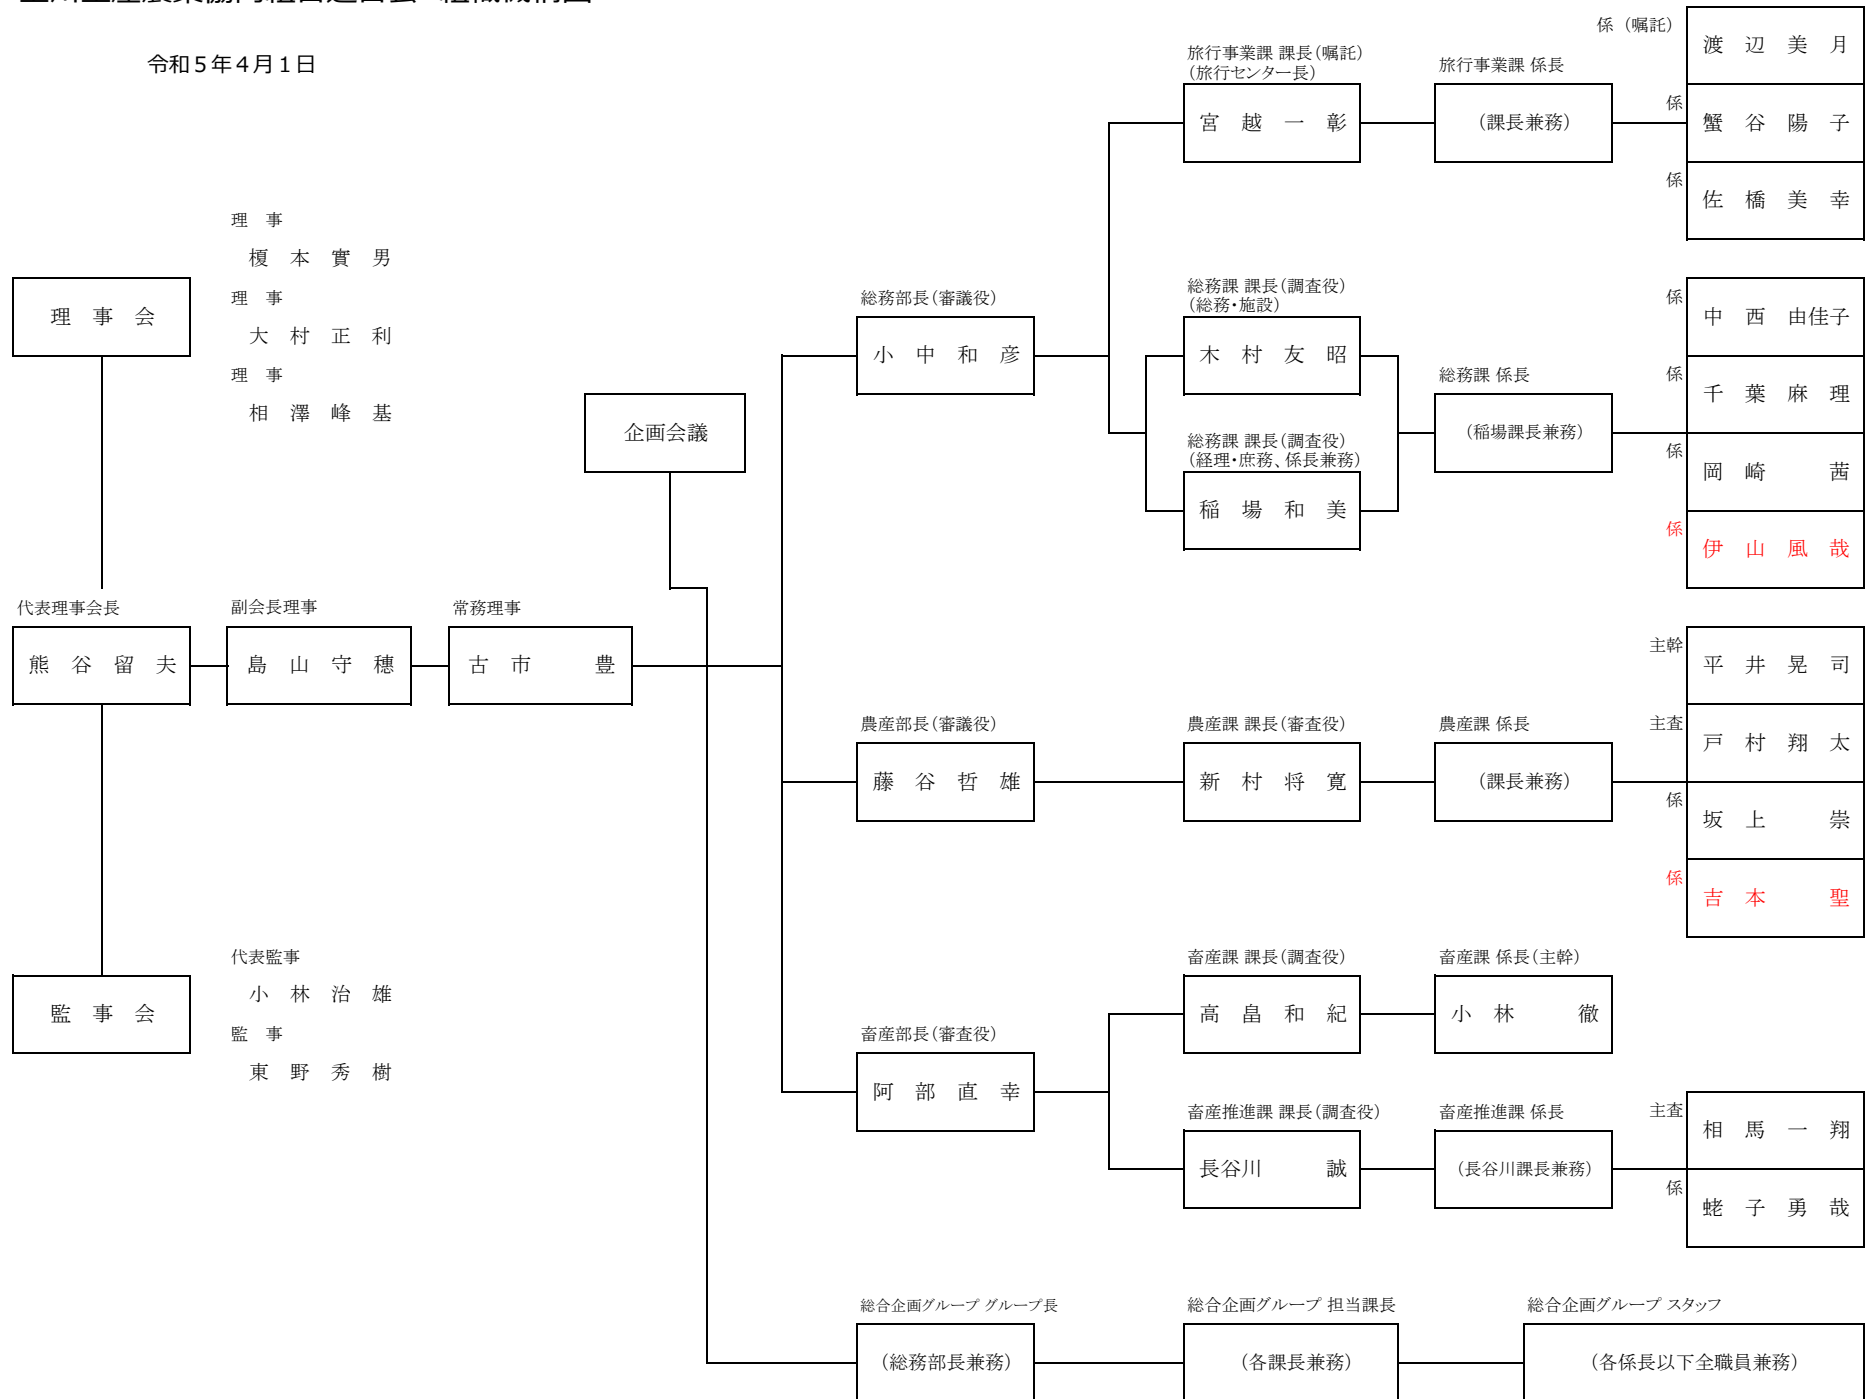 令和５年４月１日
理　事
榎　本　實　男
理　事
大　村　正　利
理　事
相　澤　峰　基
理　事　会
代表理事会長
熊　谷　留　夫
副会長理事
島　山　守　穂
常務理事
古　市　　　豊
監　事　会
代表監事
小　林　治　雄
監　事
東　野　秀　樹
企画会議
総務部長（審議役）
小　中　和　彦
旅行事業課 課長（嘱託）
（旅行センター長）
宮　越　一　彰
旅行事業課 係長
（課長兼務）
係（嘱託）
渡　辺　美　月
係
蟹　谷　陽　子
係
佐　橋　美　幸
総務課 課長（調査役）
（総務・施設）
木　村　友　昭
総務課 課長（調査役）
（経理・庶務、係長兼務）
稲　場　和　美
総務課 係長
（稲場課長兼務）
係
中　西　由佳子
係
千　葉　麻　理
係
岡　崎　　　茜
係
伊　山　風　哉
農産部長（審議役）
藤　谷　哲　雄
農産課 課長（審査役）
新　村　将　寛
農産課 係長
（課長兼務）
主幹
平　井　晃　司
主査
戸　村　翔　太
係
坂　上　　　崇
係
吉　本　　　聖
畜産部長（審査役）
阿　部　直　幸
畜産課 課長（調査役）
高　畠　和　紀
畜産課 係長（主幹）
小　林　　　徹
畜産推進課 課長（調査役）
長谷川　　　誠
畜産推進課 係長
（長谷川課長兼務）
主査
相　馬　一　翔
係
蛯　子　勇　哉
総合企画グループ グループ長
（総務部長兼務）
総合企画グループ 担当課長
（各課長兼務）
総合企画グループ スタッフ
（各係長以下全職員兼務）